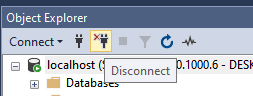 Object Explorer
Connect
localhost (S 0.1000.6 - DESK
Disconnect
Databases